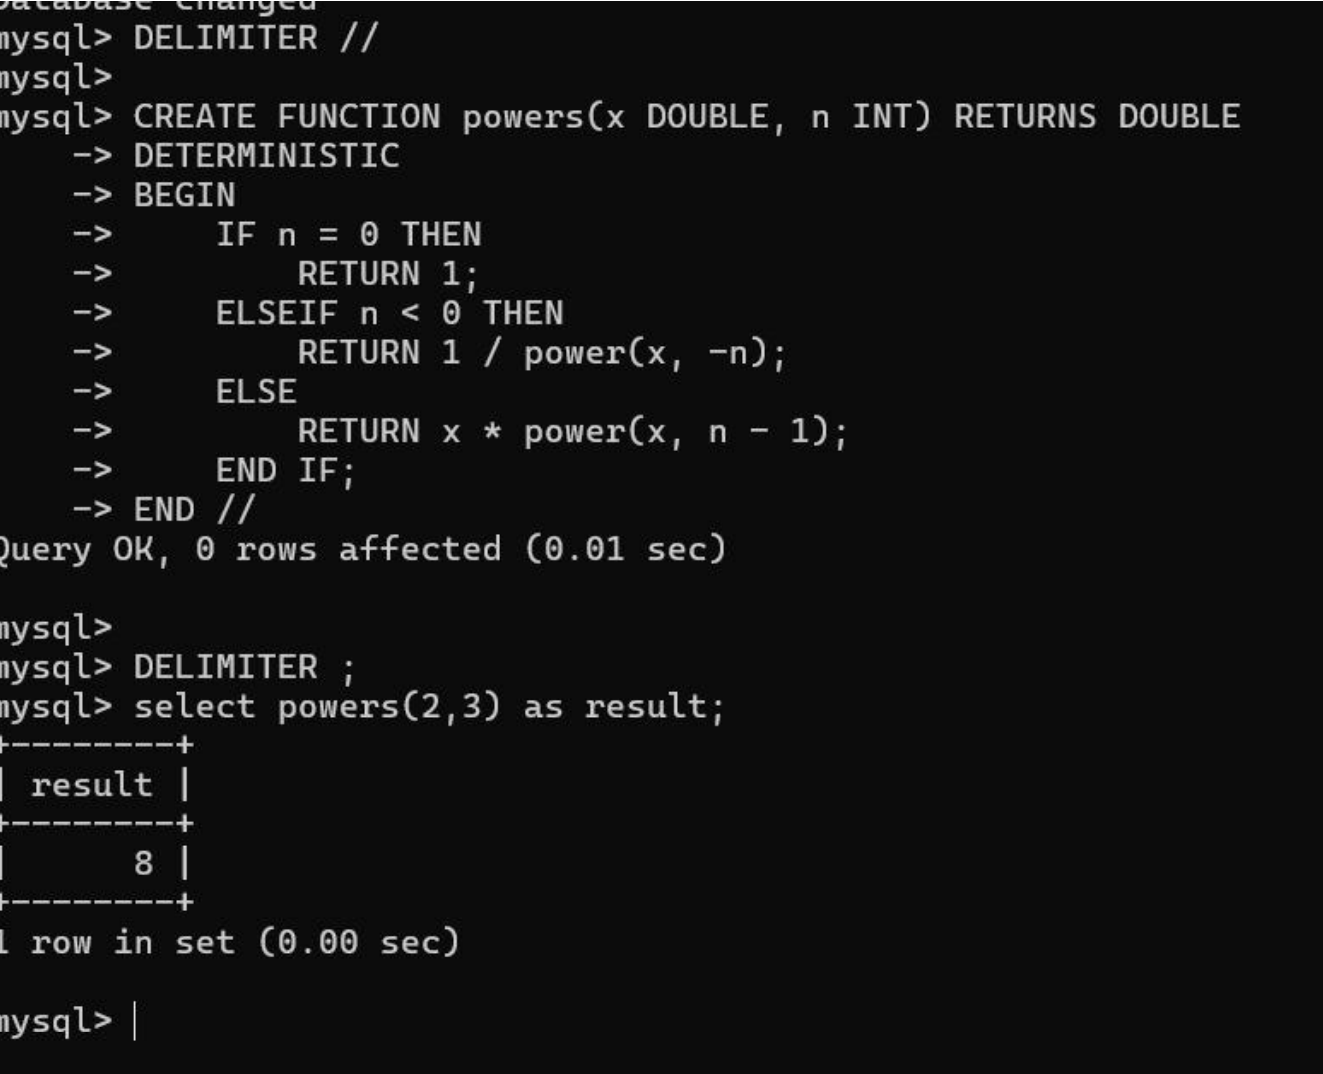 DataBase changed
mysql> DELIMITER //
mysql>
mysql> CREATE FUNCTION powers(x DOUBLE, n INT) RETURNS DOUBLE
    -> DETERMINISTIC
    -> BEGIN
    ->     IF n = 0 THEN
    ->         RETURN 1;
    ->     ELSEIF n < 0 THEN
    ->         RETURN 1 / power(x, -n);
    ->     ELSE
    ->         RETURN x * power(x, n - 1);
    ->     END IF;
    -> END //
Query OK, 0 rows affected (0.01 sec)
mysql>
mysql> DELIMITER ;
mysql> select powers(2,3) as result;
+--------+
| result |
+--------+
|      8 |
+--------+
1 row in set (0.00 sec)
mysql>